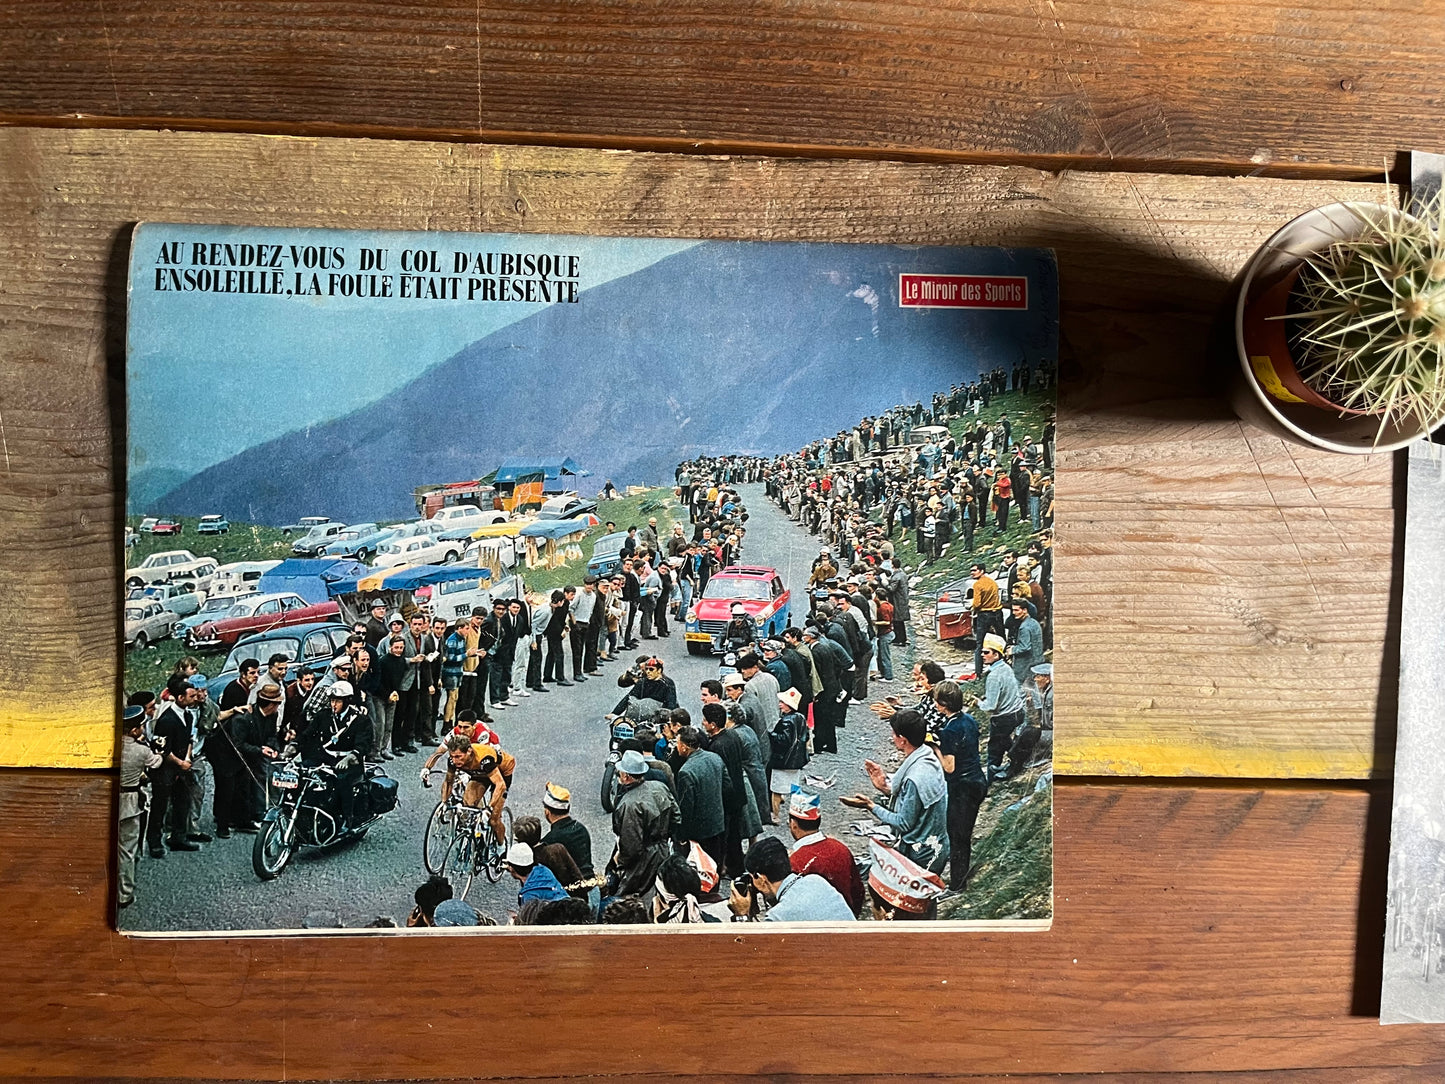 AU RENDEZ-VOUS DU COL D'AUBISQUE
ENSOLEILLÉ, LA FOULE ÉTAIT PRÉSENTE
Le Miroir des Sports